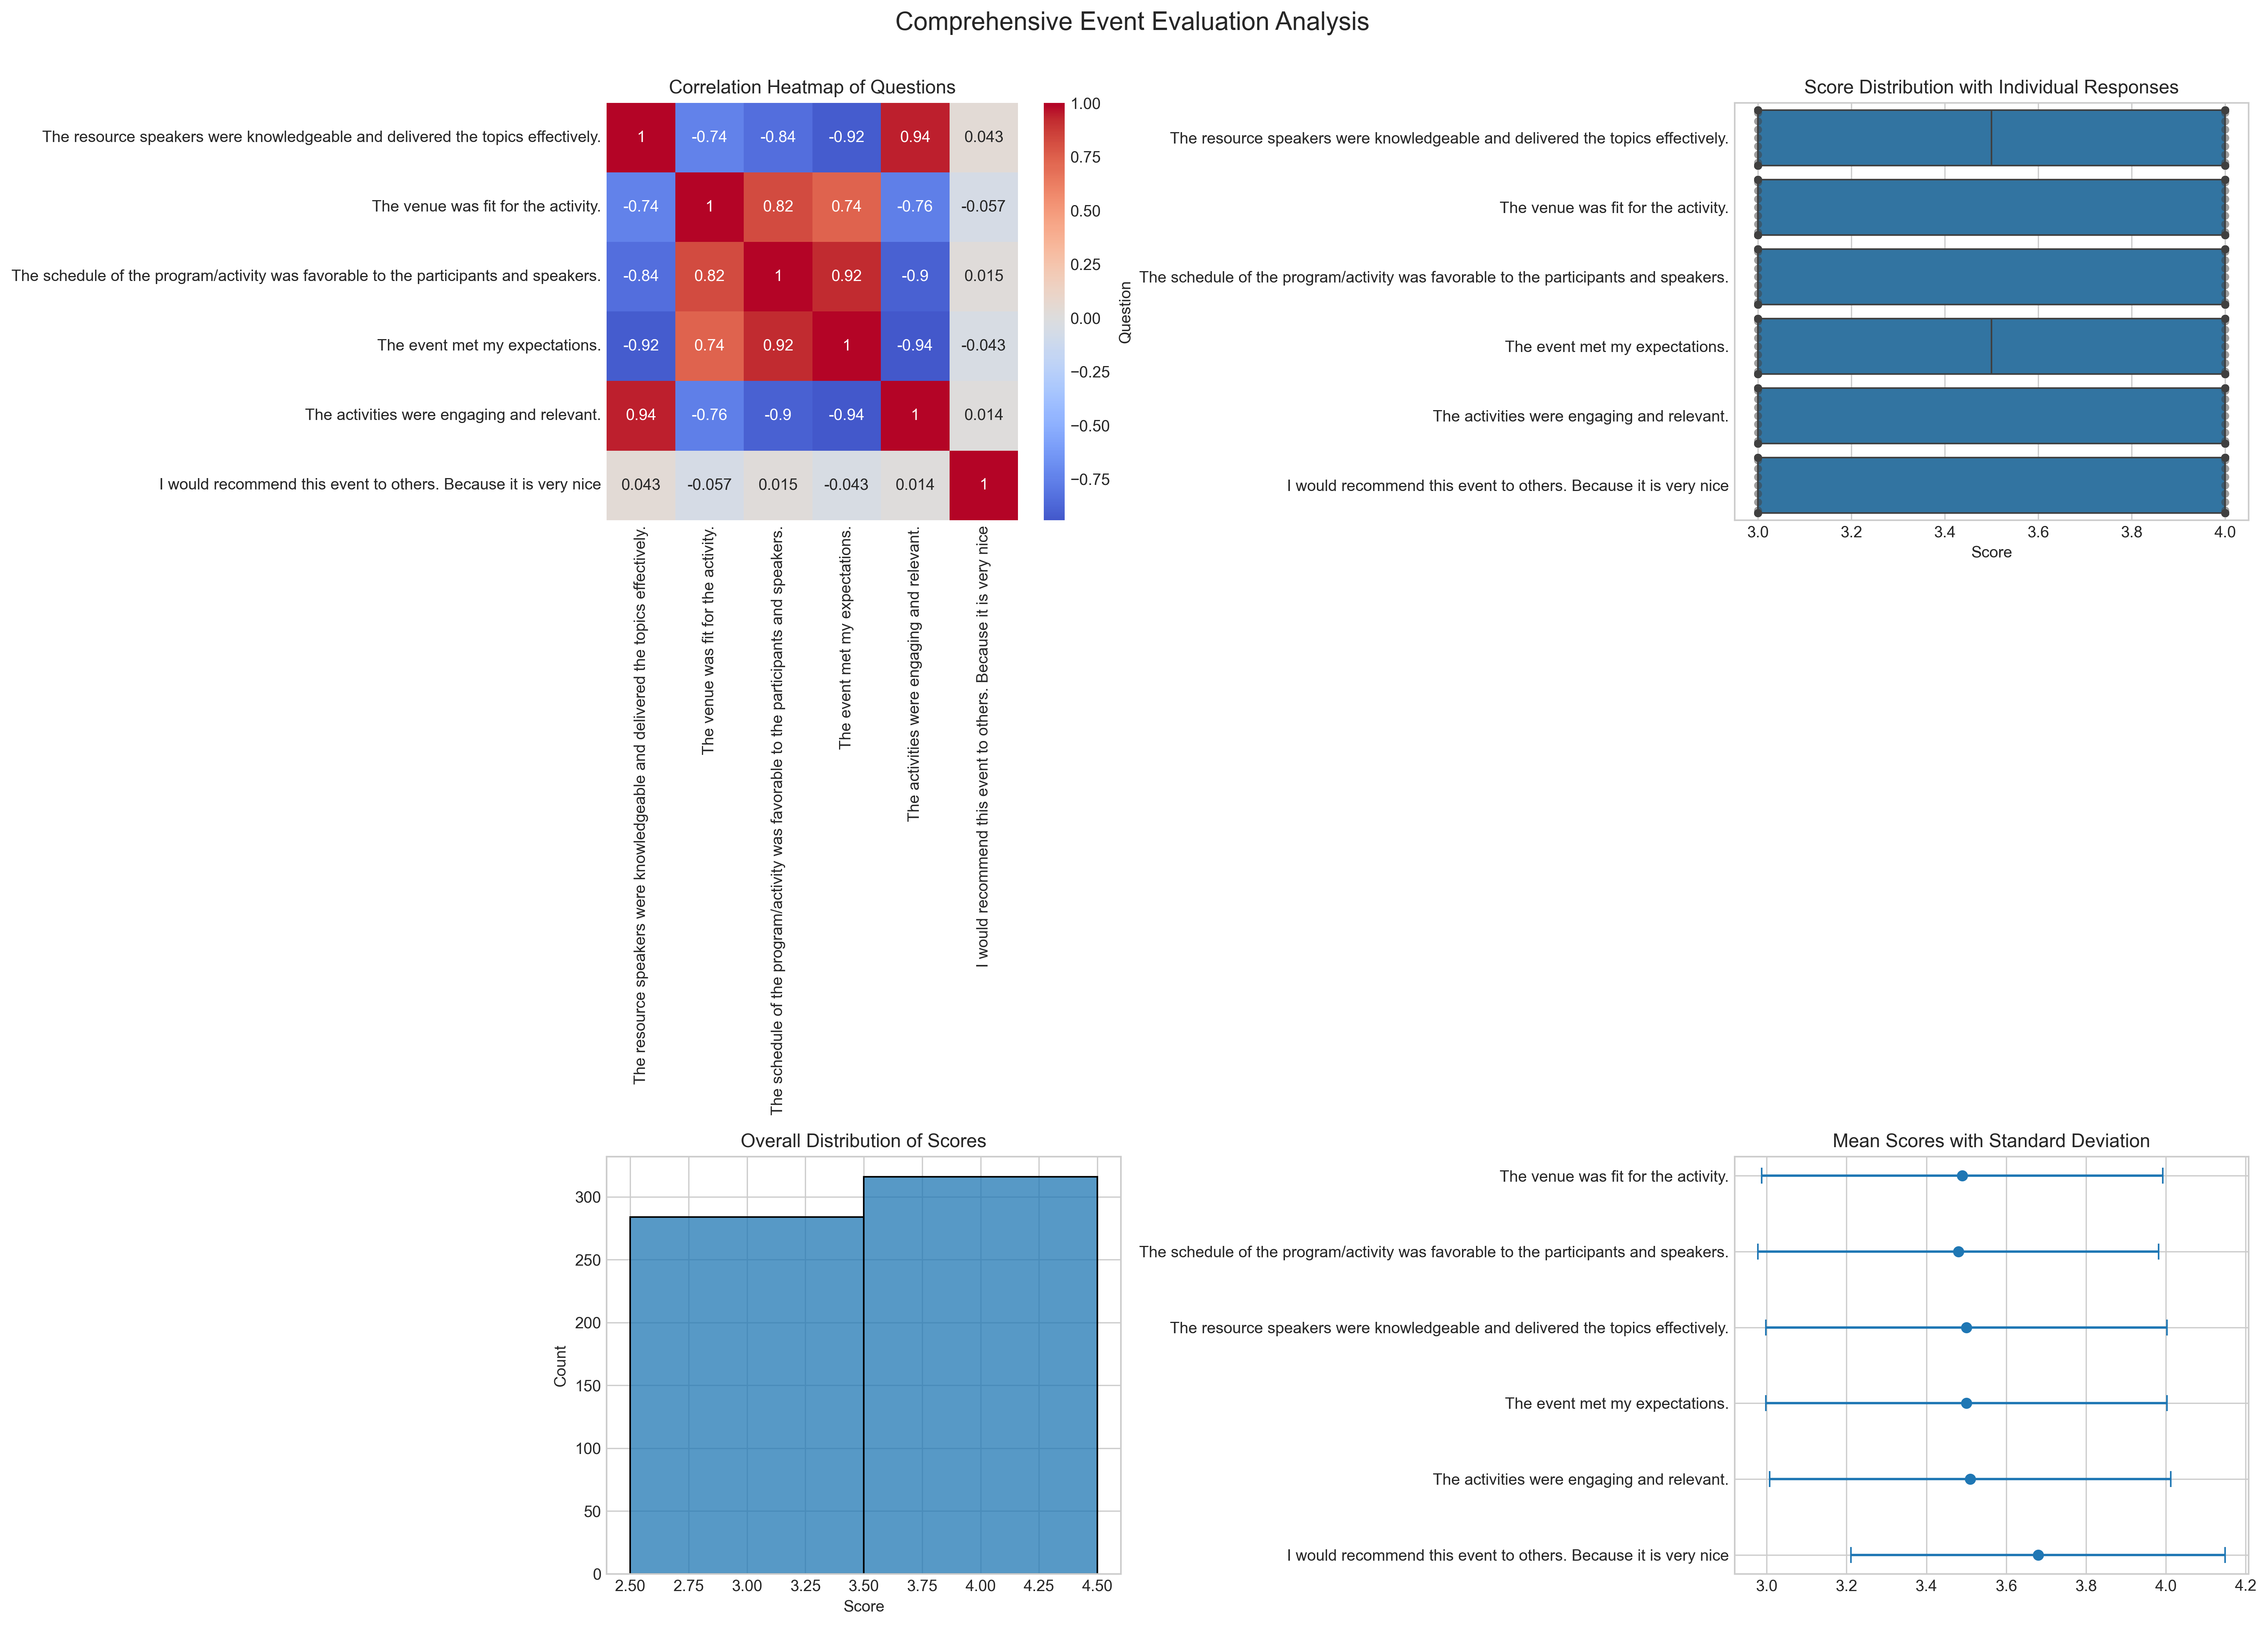 Comprehensive Event Evaluation Analysis
Correlation Heatmap of Questions
The resource speakers were knowledgeable and delivered the topics effectively.
The venue was fit for the activity.
The schedule of the program/activity was favorable to the participants and speakers.
The event met my expectations.
The activities were engaging and relevant.
I would recommend this event to others. Because it is very nice
1 -0.74 -0.84 -0.92 0.94 0.043
-0.74 1 0.82 0.74 -0.76 -0.057
-0.84 0.82 1 0.92 -0.9 0.015
-0.92 0.74 0.92 1 -0.94 -0.043
0.94 -0.76 -0.9 -0.94 1 0.014
0.043 -0.057 0.015 -0.043 0.014 1
1.00
0.75
0.50
0.25
0.00
−0.25
−0.50
−0.75
The resource speakers were knowledgeable and delivered the topics effectively.
The venue was fit for the activity.
The schedule of the program/activity was favorable to the participants and speakers.
The event met my expectations.
The activities were engaging and relevant.
I would recommend this event to others. Because it is very nice
Score Distribution with Individual Responses
Question
The resource speakers were knowledgeable and delivered the topics effectively.
The venue was fit for the activity.
The schedule of the program/activity was favorable to the participants and speakers.
The event met my expectations.
The activities were engaging and relevant.
I would recommend this event to others. Because it is very nice
3.0 3.2 3.4 3.6 3.8 4.0
Score
Overall Distribution of Scores
Count
300
250
200
150
100
50
0
2.50 2.75 3.00 3.25 3.50 3.75 4.00 4.25 4.50
Score
Mean Scores with Standard Deviation
The venue was fit for the activity.
The schedule of the program/activity was favorable to the participants and speakers.
The resource speakers were knowledgeable and delivered the topics effectively.
The event met my expectations.
The activities were engaging and relevant.
I would recommend this event to others. Because it is very nice
3.0 3.2 3.4 3.6 3.8 4.0 4.2